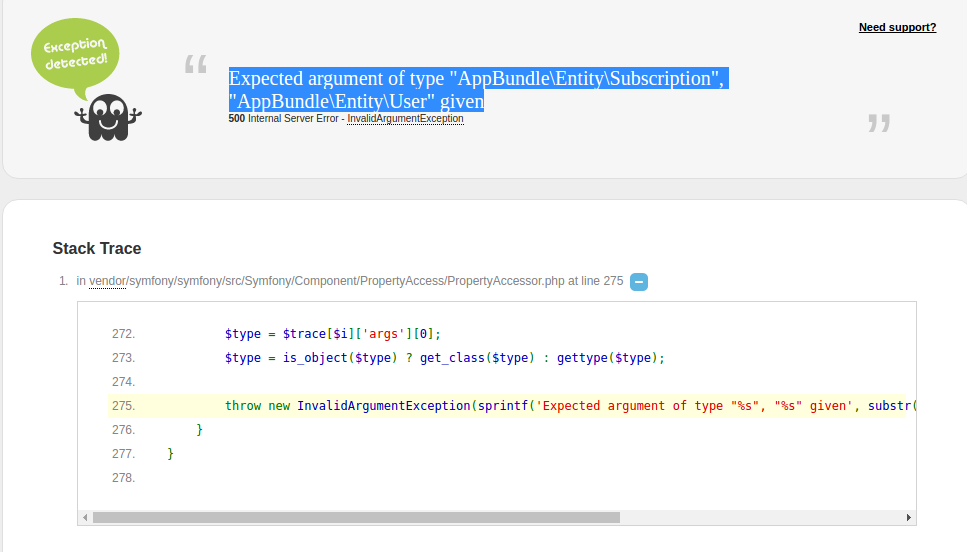 Need support?
Exception
detected!
“
Expected argument of type "AppBundle\Entity\Subscription",
"AppBundle\Entity\User" given
500 Internal Server Error - InvalidArgumentException
”
Stack Trace
1. in vendor/symfony/symfony/src/Symfony/Component/PropertyAccess/PropertyAccessor.php at line 275
272. $type = $trace[$i]['args'][0];
273. $type = is_object($type) ? get_class($type) : gettype($type);
274.
275. throw new InvalidArgumentException(sprintf('Expected argument of type "%s", "%s" given', substr(
276. }
277. }
278.